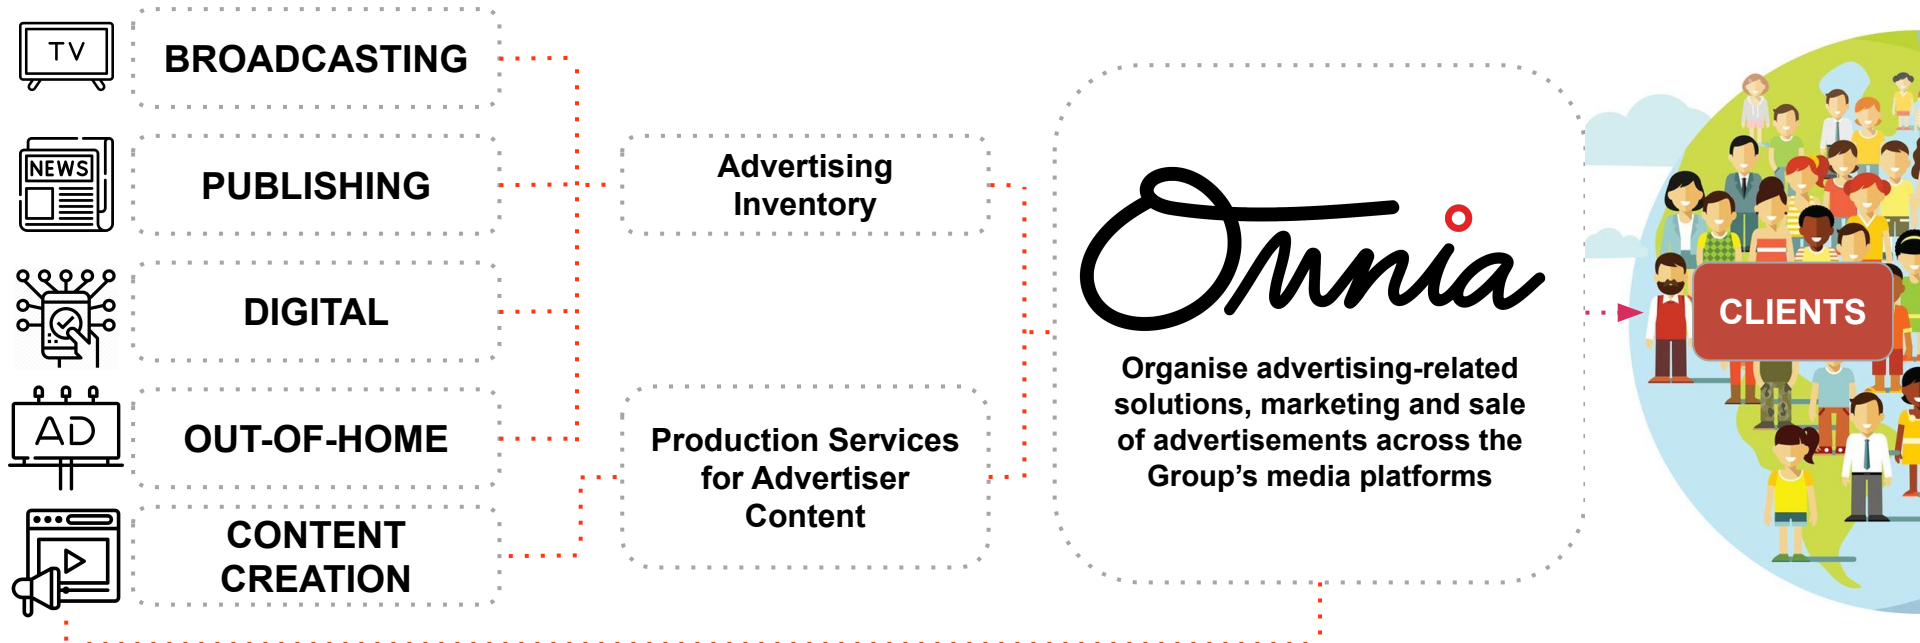 TV
BROADCASTING
NEWS
PUBLISHING
DIGITAL
AD
OUT-OF-HOME
CONTENT
CREATION
Advertising
Inventory
Production Services
for Advertiser
Content
Omnia
Organise advertising-related
solutions, marketing and sale
of advertisements across the
Group's media platforms
CLIENTS